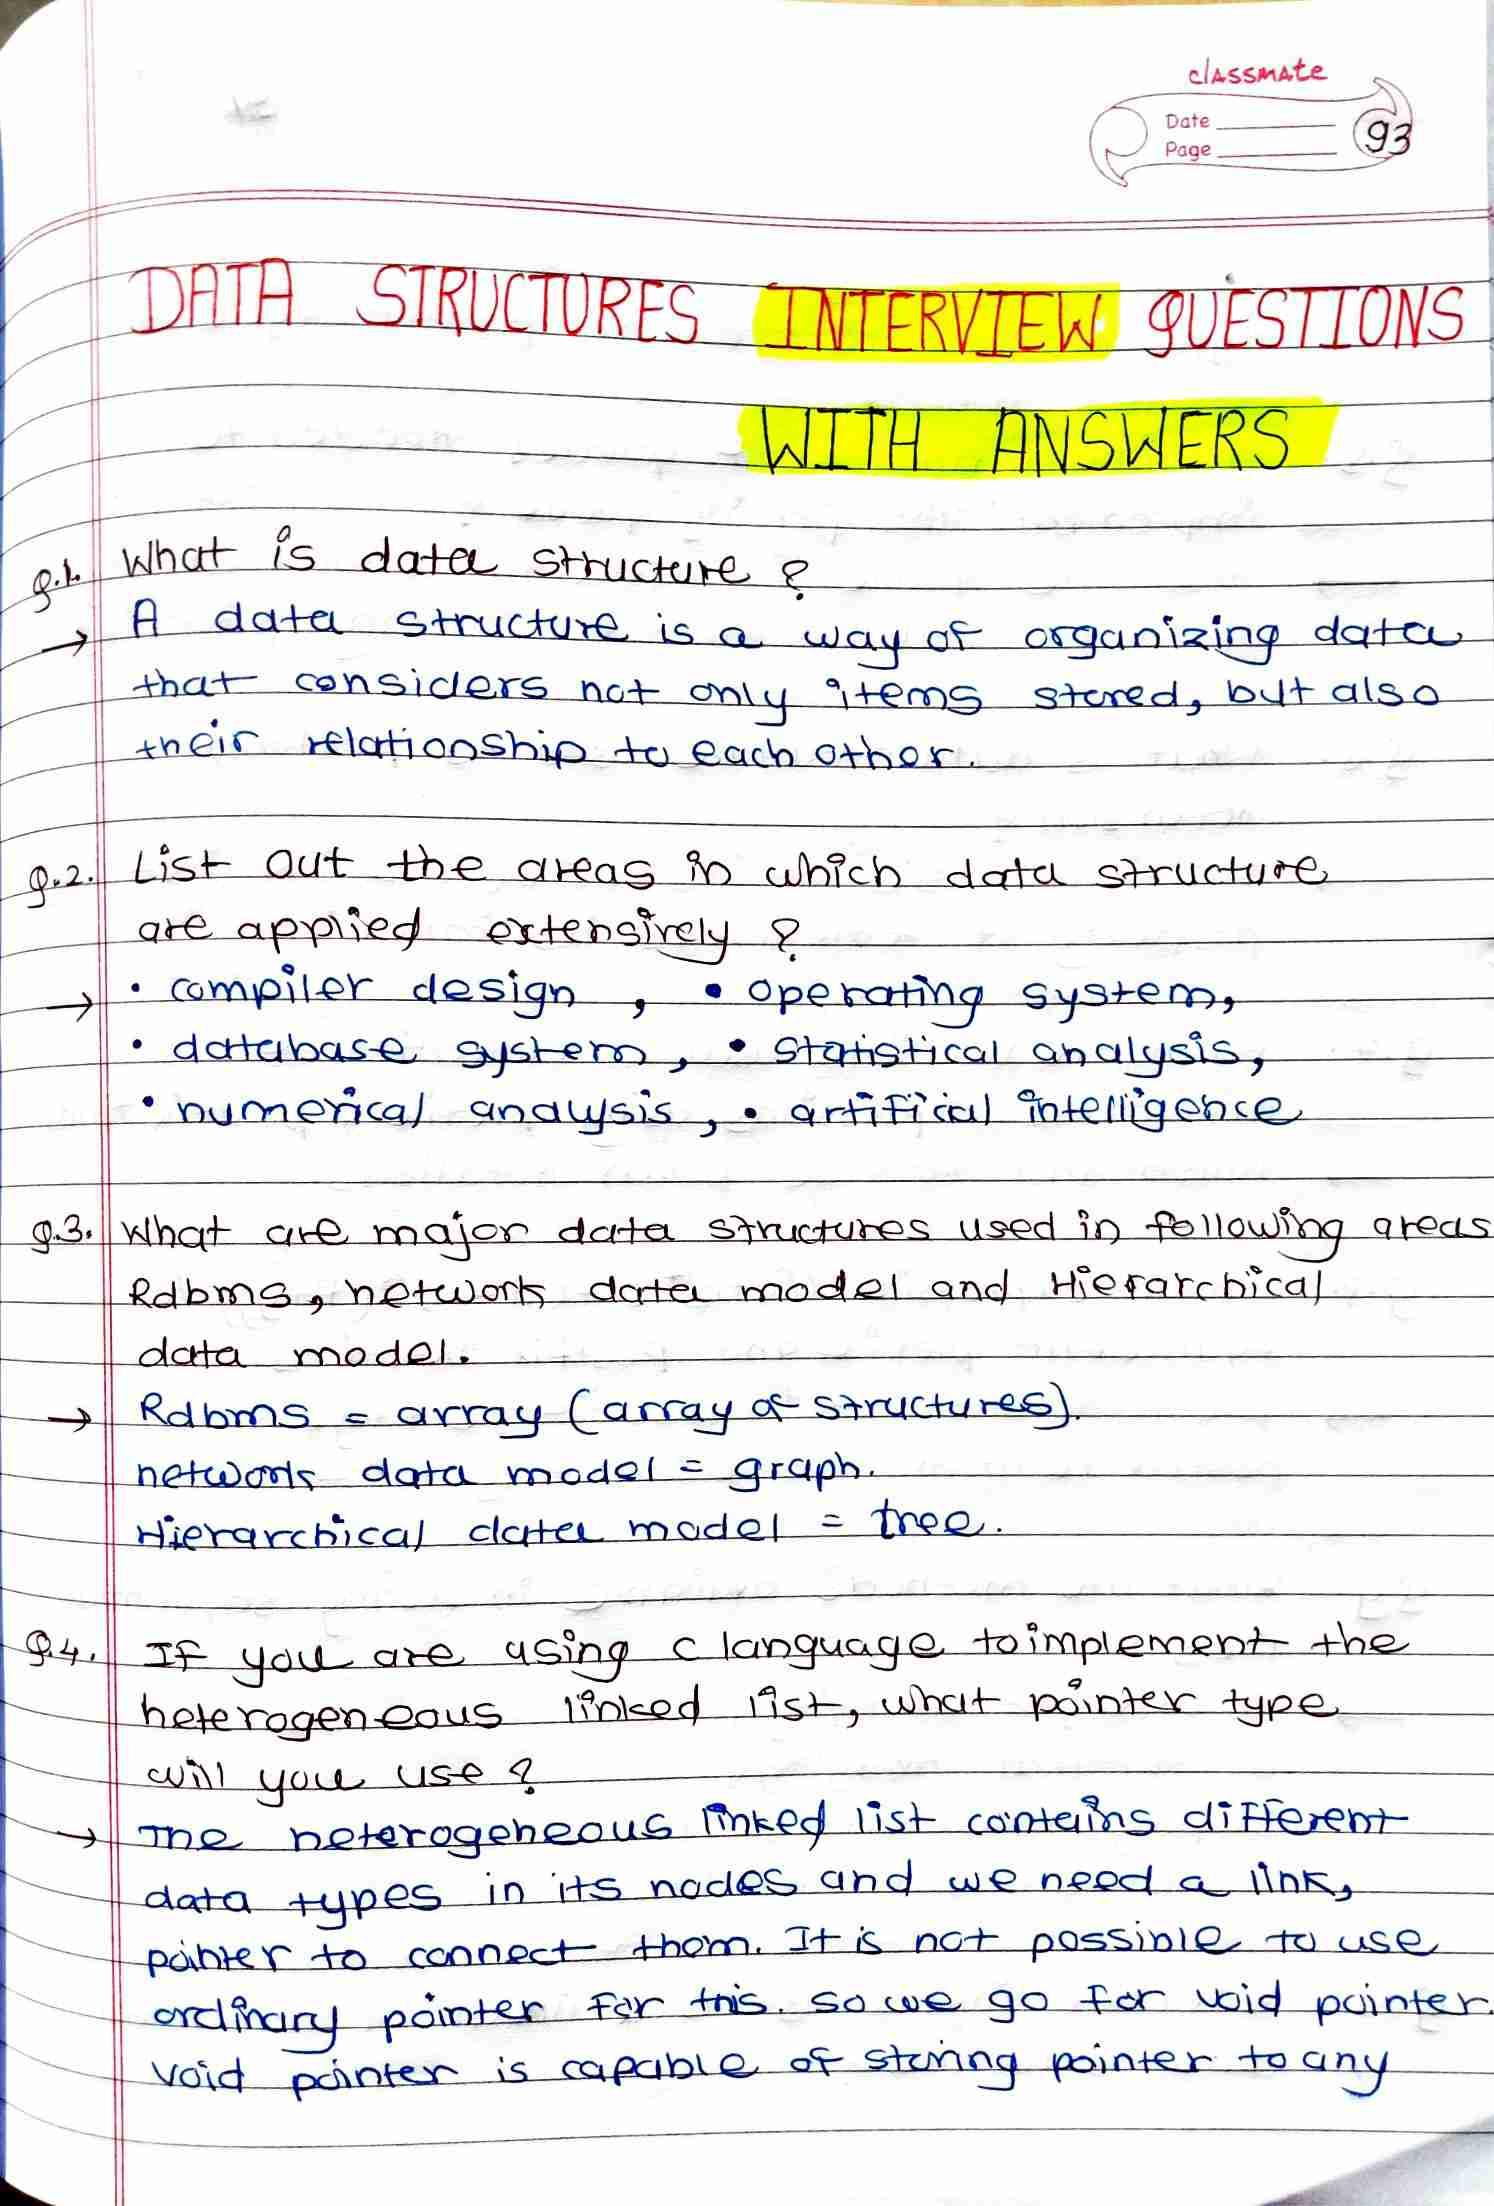 classmate
Date
Page
93
DATA STRUCTURES INTERVIEW QUESTIONS
WITH ANSWERS
Q.1. What is data structure ?
→ A data structure is a way of organizing data
that considers not only items stored, but also
their relationship to each other.
Q.2. List out the areas in which data structure
are applied extensively ?
→ • compiler design , • operating system,
• database system, • statistical analysis,
• numerical analysis, • artificial intelligence
Q.3. What are major data structures used in following areas
Rdbms, network data model and Hierarchical
data model.
→ Rdbms = array (array of structures).
network data model = graph.
Hierarchical data model = tree.
Q.4. If you are using c language to implement the
heterogeneous linked list, what pointer type
will you use ?
→ The heterogeneous linked list contains different
data types in its nodes and we need a link,
pointer to connect them. It is not possible to use
ordinary pointer for this. so we go for void pointer.
void pointer is capable of storing pointer to any